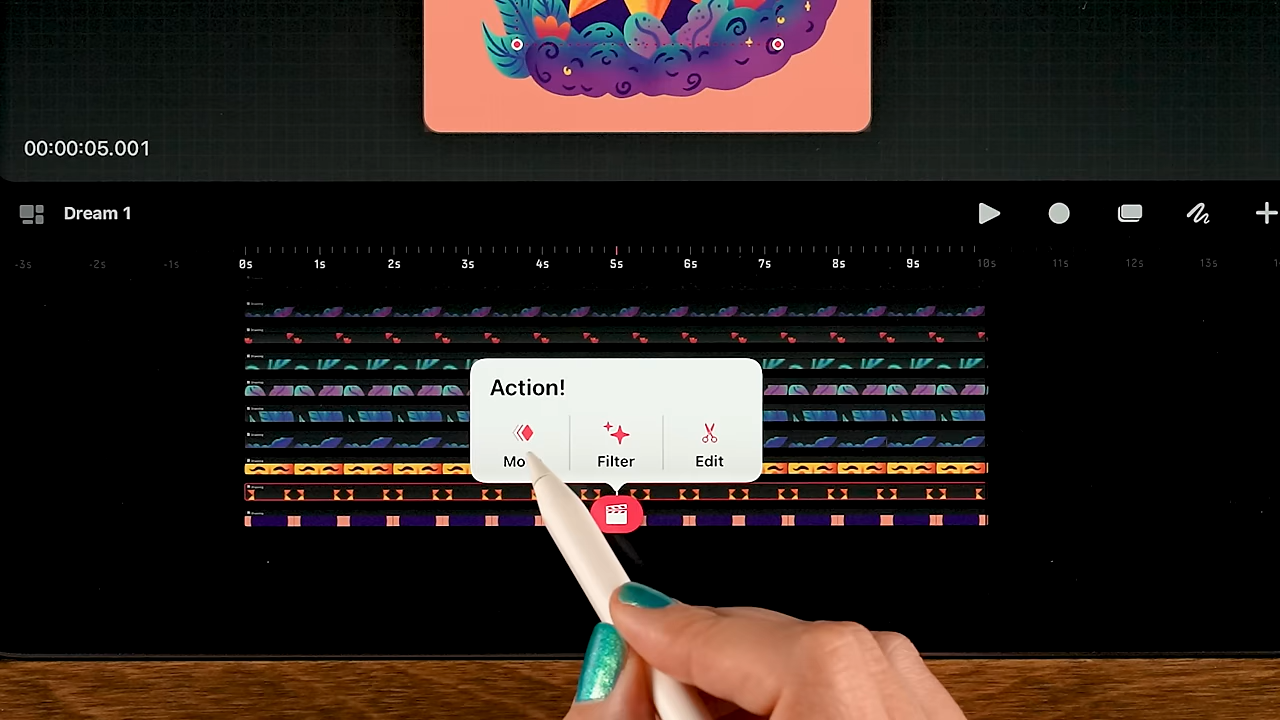 00:00:05.001
Dream 1
-3s -2s -1s 0s 1s 2s 3s 4s 5s 6s 7s 8s 9s 10s 11s 12s 13s
Action!
Mo Filter Edit